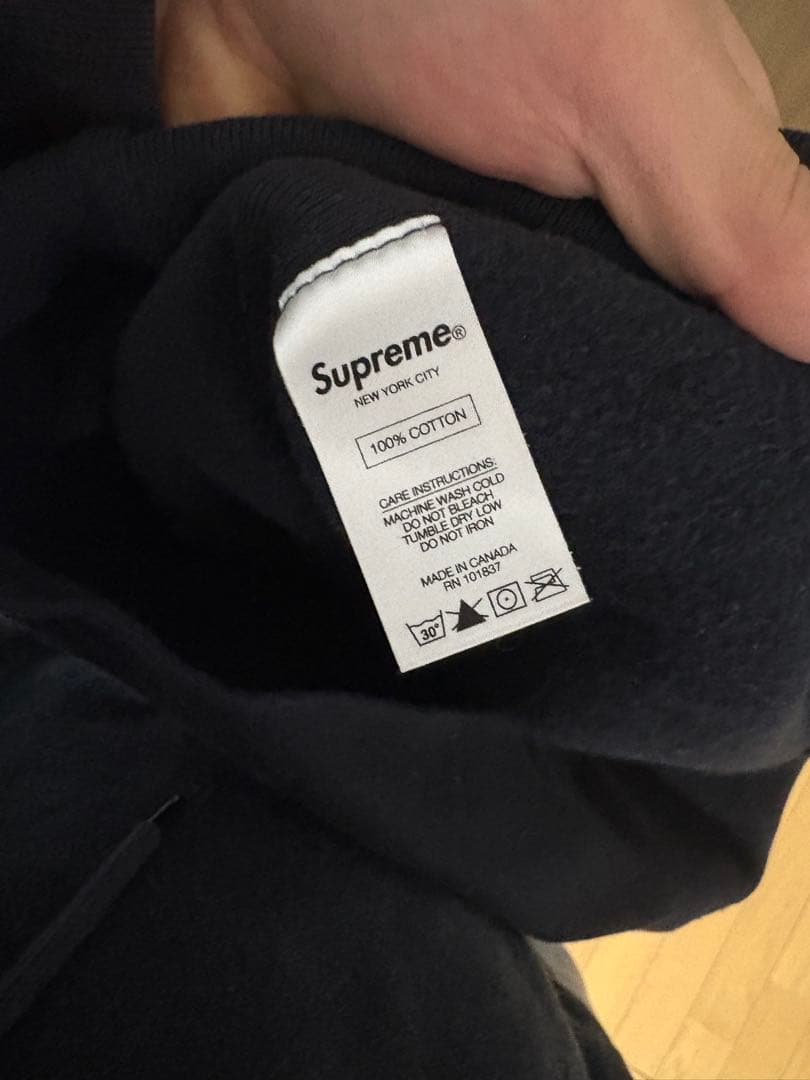 Supreme®
NEW YORK CITY
100% COTTON
CARE INSTRUCTIONS:
MACHINE WASH COLD
DO NOT BLEACH
TUMBLE DRY LOW
DO NOT IRON
MADE IN CANADA
RN 101837
30°